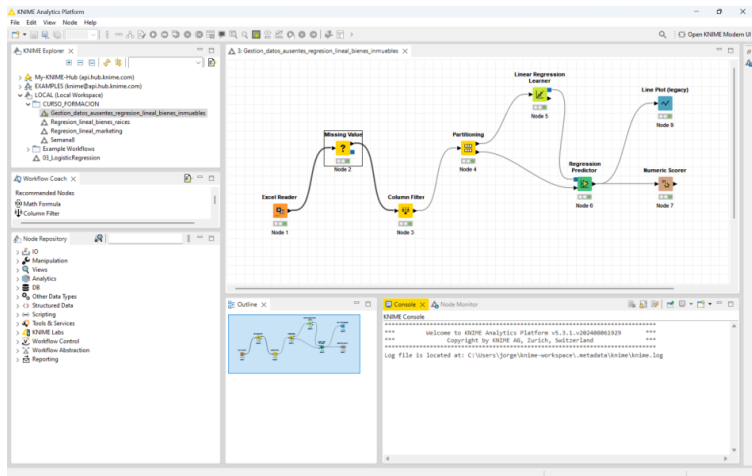 KNIME Analytics Platform
File Edit View Node Help
Open KNIME Modern UI
KNIME Explorer
My-KNIME-Hub (api.hub.knime.com)
EXAMPLES (knime@api.hub.knime.com)
LOCAL (Local Workspace)
CURSO_FORMACION
Gestion_datos_ausentes_regresion_lineal_bienes_inmuebles
Regresion_lineal_bienes_raices
Regresion_lineal_marketing
Semana8
Example Workflows
03_LogisticRegression
Workflow Coach
Recommended Nodes
Math Formula
Column Filter
Node Repository
IO
Manipulation
Views
Analytics
DB
Other Data Types
Structured Data
Scripting
Tools & Services
KNIME Labs
Workflow Control
Workflow Abstraction
Reporting
3: Gestion_datos_ausentes_regresion_lineal_bienes_inmuebles
Linear Regression
Learner
Node 5
Line Plot (legacy)
Node 9
Missing Value
Node 2
Partitioning
Node 4
Regression
Predictor
Node 6
Numeric Scorer
Node 7
Excel Reader
Node 1
Column Filter
Node 3
Outline
Console
Node Monitor
KNIME Console
*** Welcome to KNIME Analytics Platform v5.3.1.v202408061929 ***
*** Copyright by KNIME AG, Zurich, Switzerland ***
Log file is located at: C:\Users\jorge\knime-workspace\.metadata\knime\knime.log